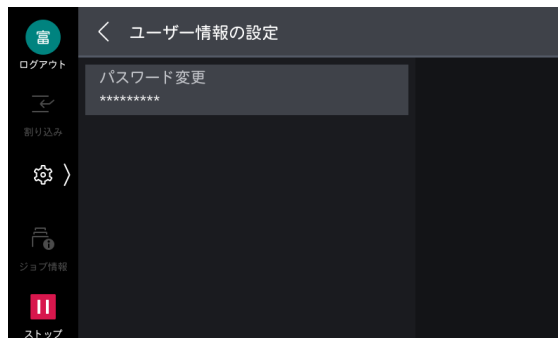 富
ログアウト
割り込み
ジョブ情報
ストップ
ユーザー情報の設定
パスワード変更
*********